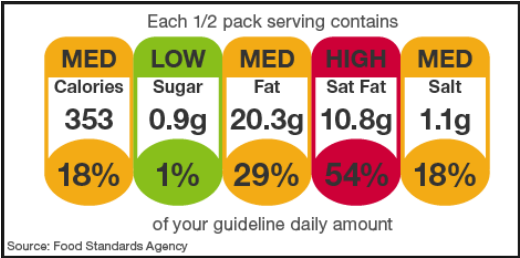 Each 1/2 pack serving contains
MED LOW MED HIGH MED
Calories Sugar Fat Sat Fat Salt
353 0.9g 20.3g 10.8g 1.1g
18% 1% 29% 54% 18%
of your guideline daily amount
Source: Food Standards Agency